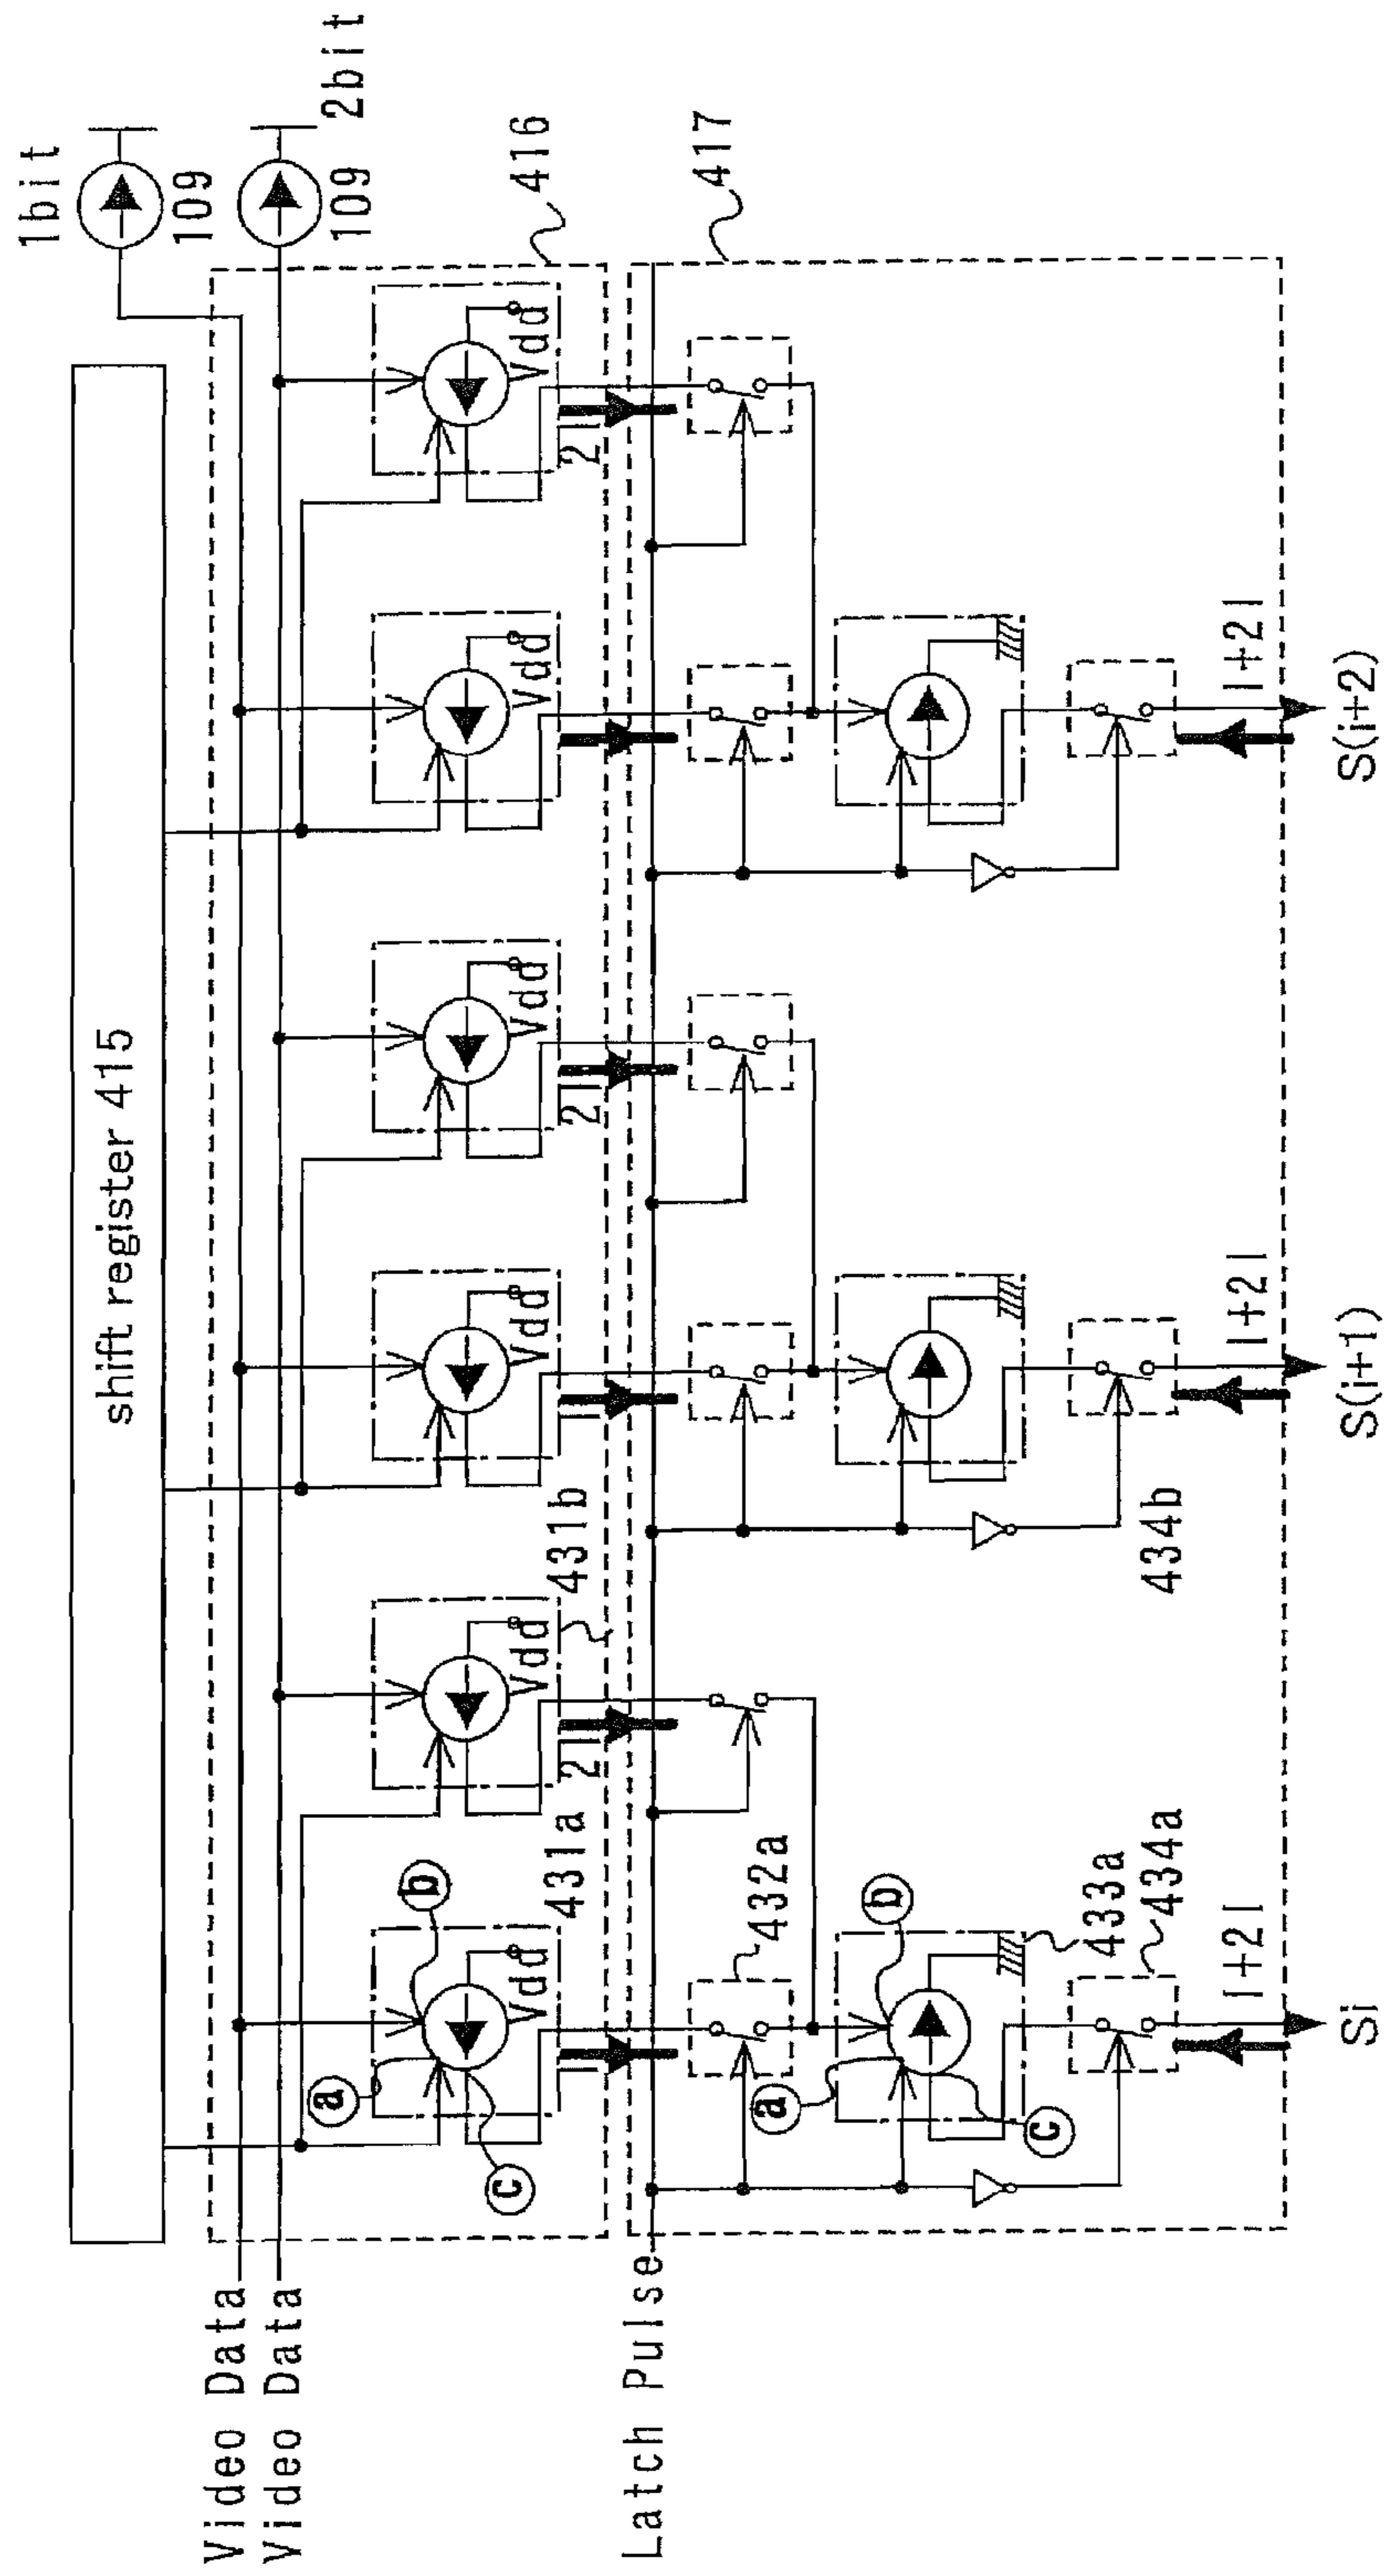 1bit
109
2bit
109
shift register 415
416
417
Video Data
Video Data
Latch Pulse
a
b
c
Vdd
Vdd
Vdd
Vdd
Vdd
Vdd
431a
431b
I
2I
I
2I
I
2I
432a
a
b
c
433a
434a
434b
I+2I
I+2I
I+2I
Si
S(i+1)
S(i+2)